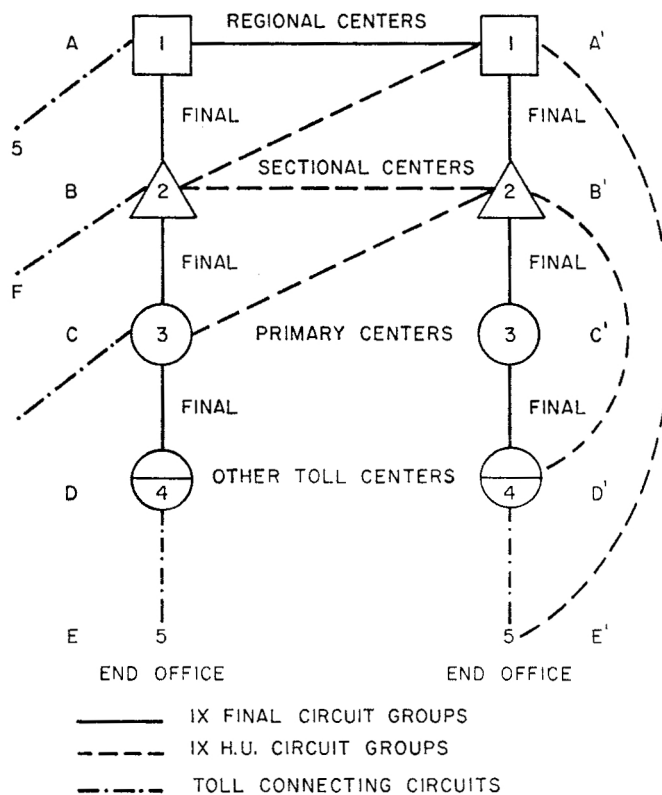 REGIONAL CENTERS
A 1 1 A'
FINAL FINAL
5
SECTIONAL CENTERS
B 2 2 B'
FINAL FINAL
F
C 3 PRIMARY CENTERS 3 C'
FINAL FINAL
OTHER TOLL CENTERS
D 4 4 D'
E 5 5 E'
END OFFICE END OFFICE
IX FINAL CIRCUIT GROUPS
IX H.U. CIRCUIT GROUPS
TOLL CONNECTING CIRCUITS